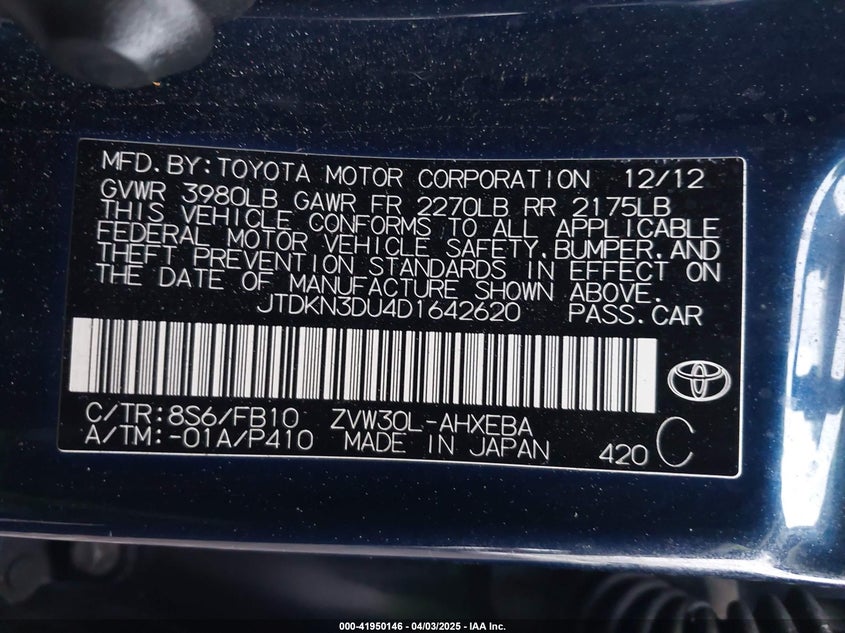 MFD.BY:TOYOTA MOTOR CORPORATION 12/12
GVWR 3980LB GAWR FR 2270LB RR 2175LB
THIS VEHICLE CONFORMS TO ALL APPLICABLE
FEDERAL MOTOR VEHICLE SAFETY,BUMPER,AND
THEFT PREVENTION STANDARDS IN EFFECT ON
THE DATE OF MANUFACTURE SHOWN ABOVE.
JTDKN3DU4D1642620 PASS.CAR
C/TR:8S6/FB10 ZVW30L-AHXEBA
A/TM:-01A/P410 MADE IN JAPAN 420 C
000-41950146 - 04/03/2025 - IAA Inc.